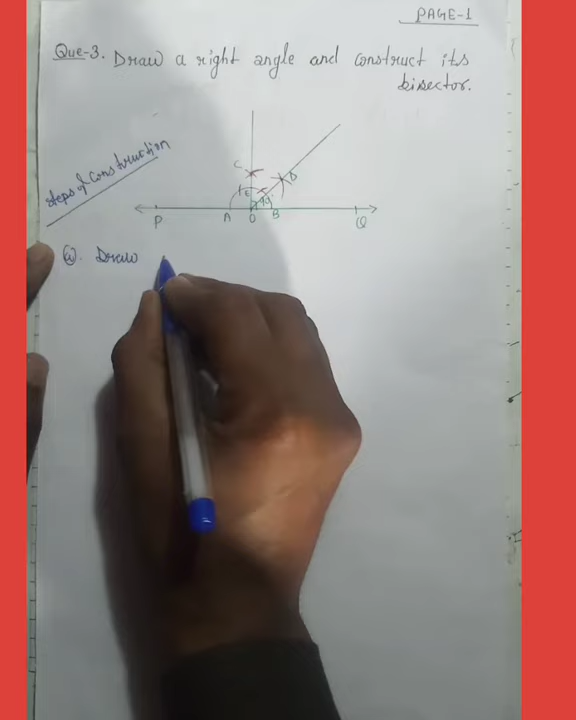 PAGE-1
Que-3. Draw a right angle and construct its
bisector.
Steps of construction
C
D
E
P A O B Q
(a). Draw